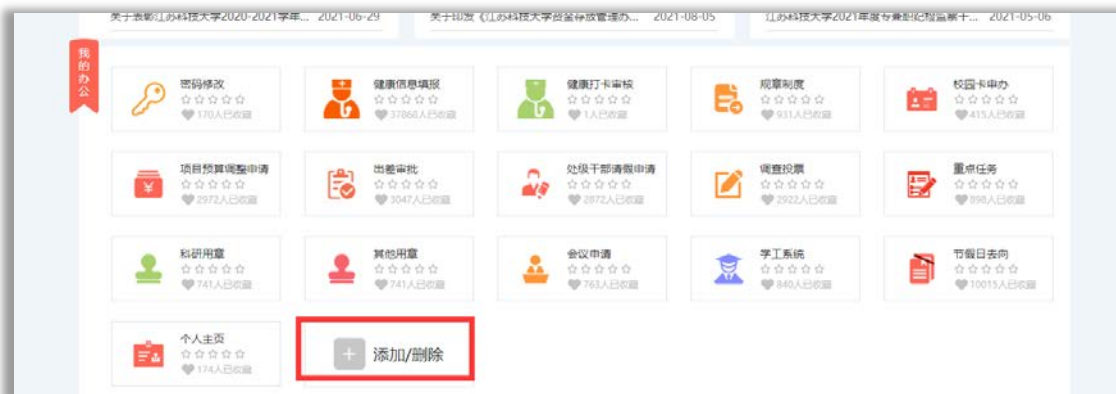 关于表彰江苏科技大学2020-2021学年... 2021-06-29
关于印发《江苏科技大学资金存放管理办... 2021-08-05
江苏科技大学2021年度专兼职纪检监察干... 2021-05-06
我的办公
密码修改
170人已收藏
健康信息填报
37868人已收藏
健康打卡审核
1人已收藏
规章制度
931人已收藏
校园卡申办
415人已收藏
项目预算调整申请
2972人已收藏
出差审批
3047人已收藏
处级干部请假申请
2872人已收藏
调查投票
2922人已收藏
重点任务
898人已收藏
科研用章
741人已收藏
其他用章
741人已收藏
会议申请
763人已收藏
学工系统
840人已收藏
节假日去向
10015人已收藏
个人主页
174人已收藏
添加/删除